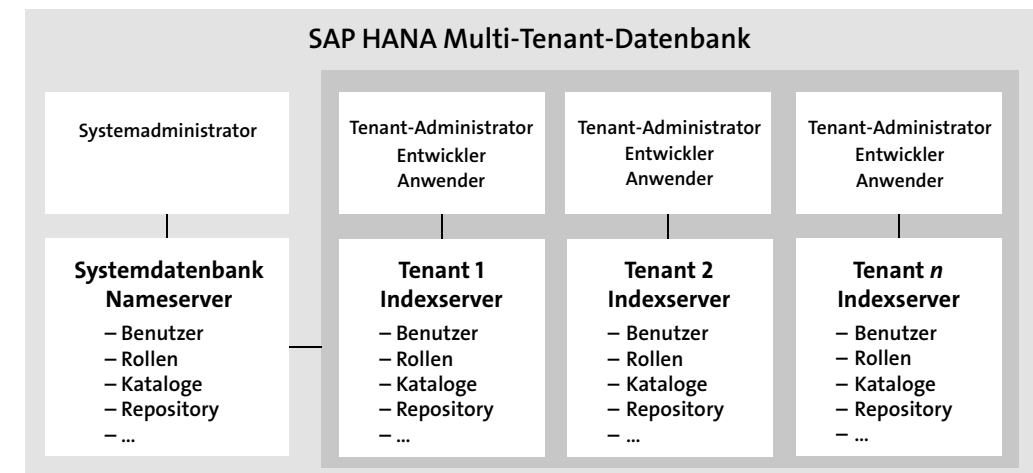 SAP HANA Multi-Tenant-Datenbank
Systemadministrator
Tenant-Administrator
Entwickler
Anwender
Tenant-Administrator
Entwickler
Anwender
Tenant-Administrator
Entwickler
Anwender
Systemdatenbank
Nameserver
– Benutzer
– Rollen
– Kataloge
– Repository
– ...
Tenant 1
Indexserver
– Benutzer
– Rollen
– Kataloge
– Repository
– ...
Tenant 2
Indexserver
– Benutzer
– Rollen
– Kataloge
– Repository
– ...
Tenant n
Indexserver
– Benutzer
– Rollen
– Kataloge
– Repository
– ...